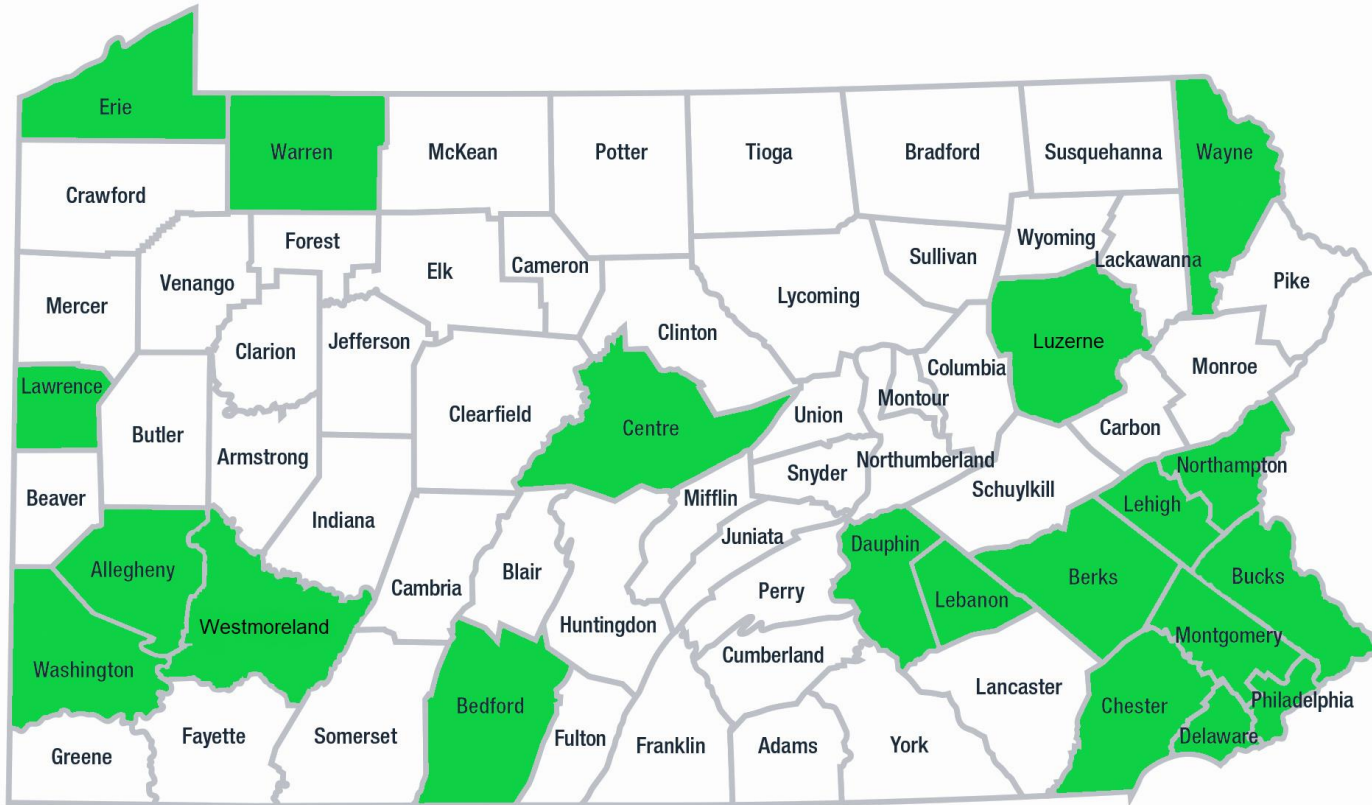 Erie
Warren
McKean
Potter
Tioga
Bradford
Susquehanna
Wayne
Crawford
Forest
Elk
Cameron
Sullivan
Wyoming
Lackawanna
Pike
Venango
Mercer
Lycoming
Jefferson
Clinton
Clarion
Luzerne
Columbia
Monroe
Lawrence
Montour
Clearfield
Union
Centre
Butler
Carbon
Armstrong
Northumberland
Northampton
Snyder
Schuylkill
Beaver
Mifflin
Lehigh
Indiana
Juniata
Dauphin
Allegheny
Blair
Cambria
Berks
Bucks
Perry
Lebanon
Westmoreland
Huntingdon
Montgomery
Cumberland
Washington
Lancaster
Philadelphia
Bedford
Chester
Fayette
Somerset
Delaware
Fulton
Franklin
Adams
York
Greene